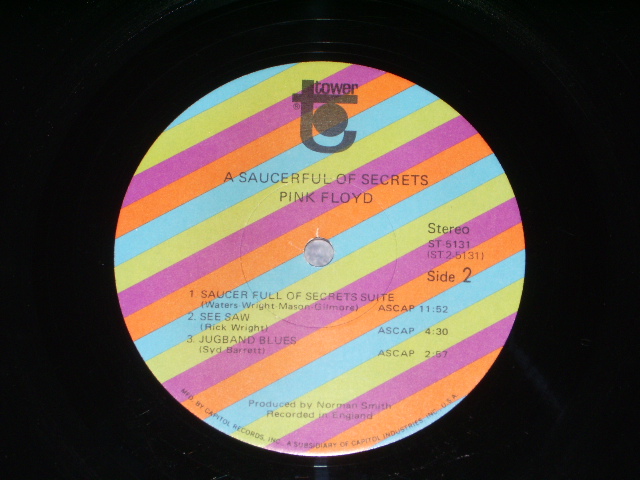 tower
A SAUCERFUL OF SECRETS
PINK FLOYD
Stereo
ST 5131
(ST 2-5131)
Side 2
1. SAUCER FULL OF SECRETS SUITE
(Waters-Wright-Mason-Gilmore) ASCAP 11:52
2. SEE SAW
(Rick Wright) ASCAP 4:30
3. JUGBAND BLUES
(Syd Barrett) ASCAP 2:57
Produced by Norman Smith
Recorded in England
MFD. BY CAPITOL RECORDS, INC., A SUBSIDIARY OF CAPITOL INDUSTRIES, INC., U.S.A.